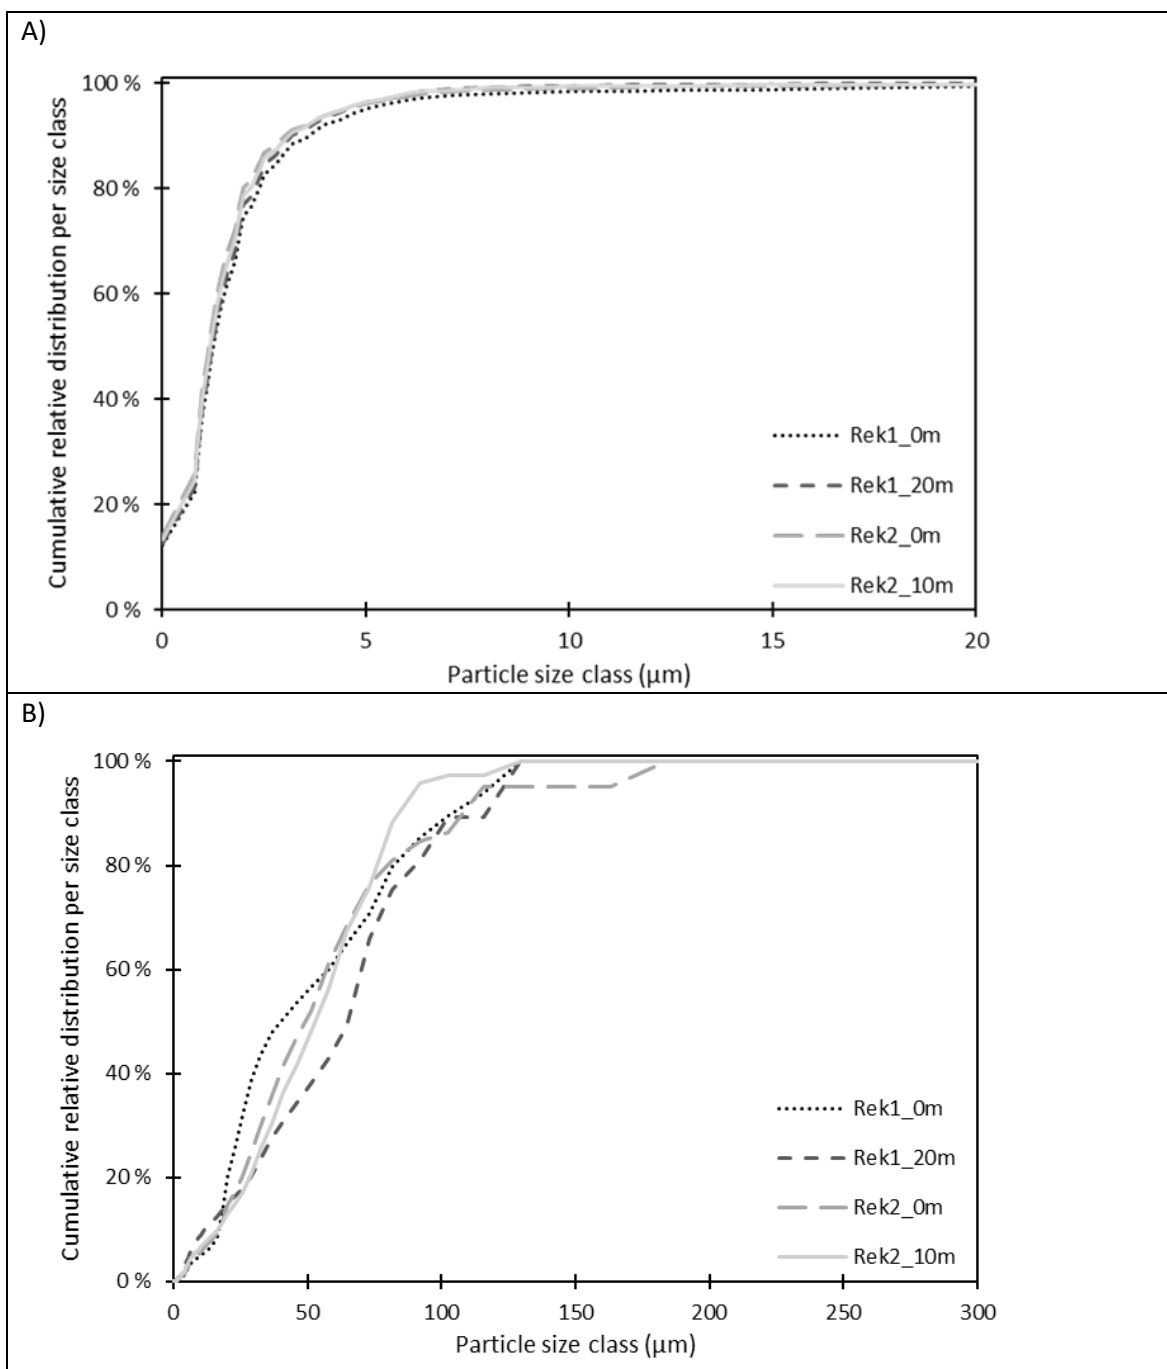 A)
Cumulative relative distribution per size class
100 %
80 %
60 %
40 %
20 %
0 %
0 5 10 15 20
Particle size class (µm)
Rek1_0m
Rek1_20m
Rek2_0m
Rek2_10m
B)
Cumulative relative distribution per size class
100 %
80 %
60 %
40 %
20 %
0 %
0 50 100 150 200 250 300
Particle size class (µm)
Rek1_0m
Rek1_20m
Rek2_0m
Rek2_10m